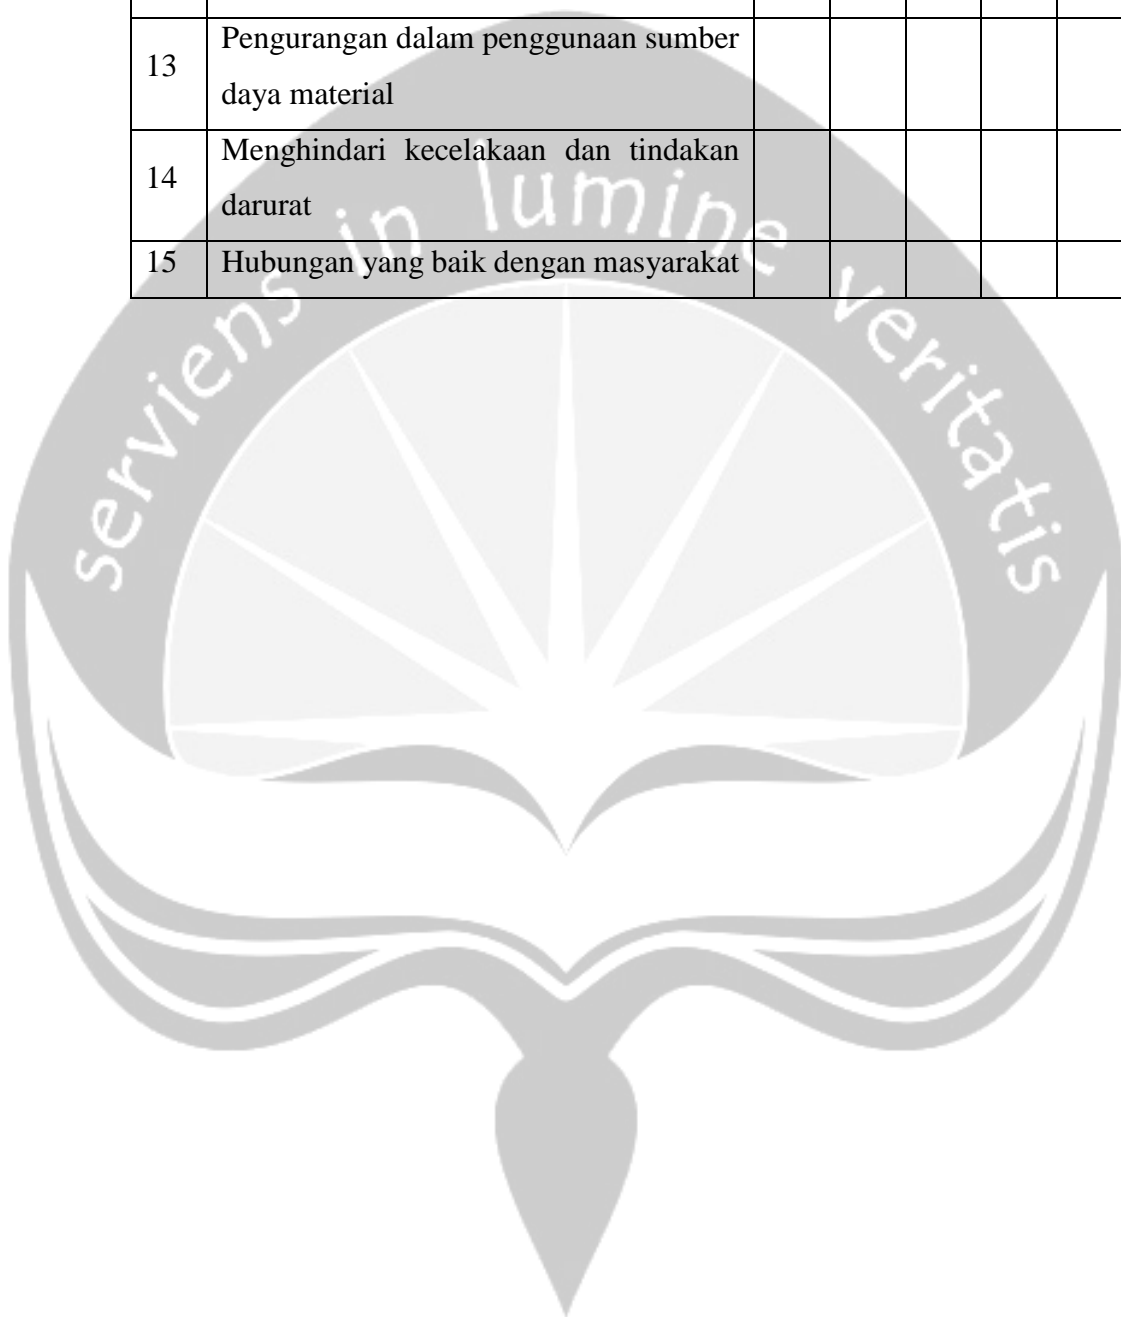 13
Pengurangan dalam penggunaan sumber
daya material
14
Menghindari kecelakaan dan tindakan
darurat
15
Hubungan yang baik dengan masyarakat
serviens in lumine veritatis